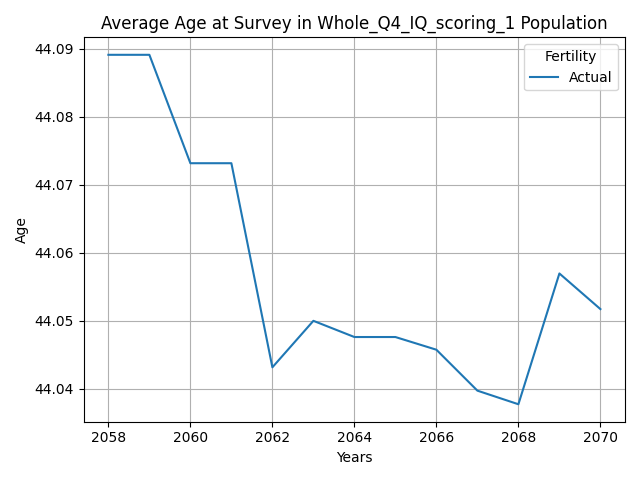 Average Age at Survey in Whole_Q4_IQ_scoring_1 Population
44.09
44.08
44.07
44.06
44.05
44.04
Age
Fertility
Actual
2058 2060 2062 2064 2066 2068 2070
Years